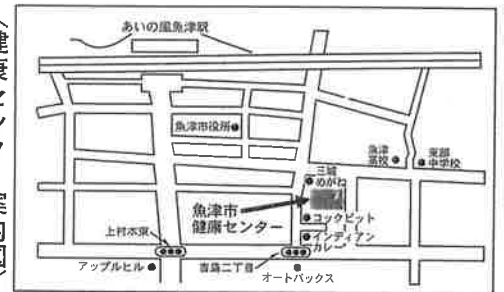 〈健康センター案内図〉
あいの風魚津駅
魚津市役所
魚津
高校
東部
中学校
三城
めがね
魚津市
健康センター
コックピット
インディアン
カレー
上村木東
吉島二丁目
アップルヒル
オートバックス